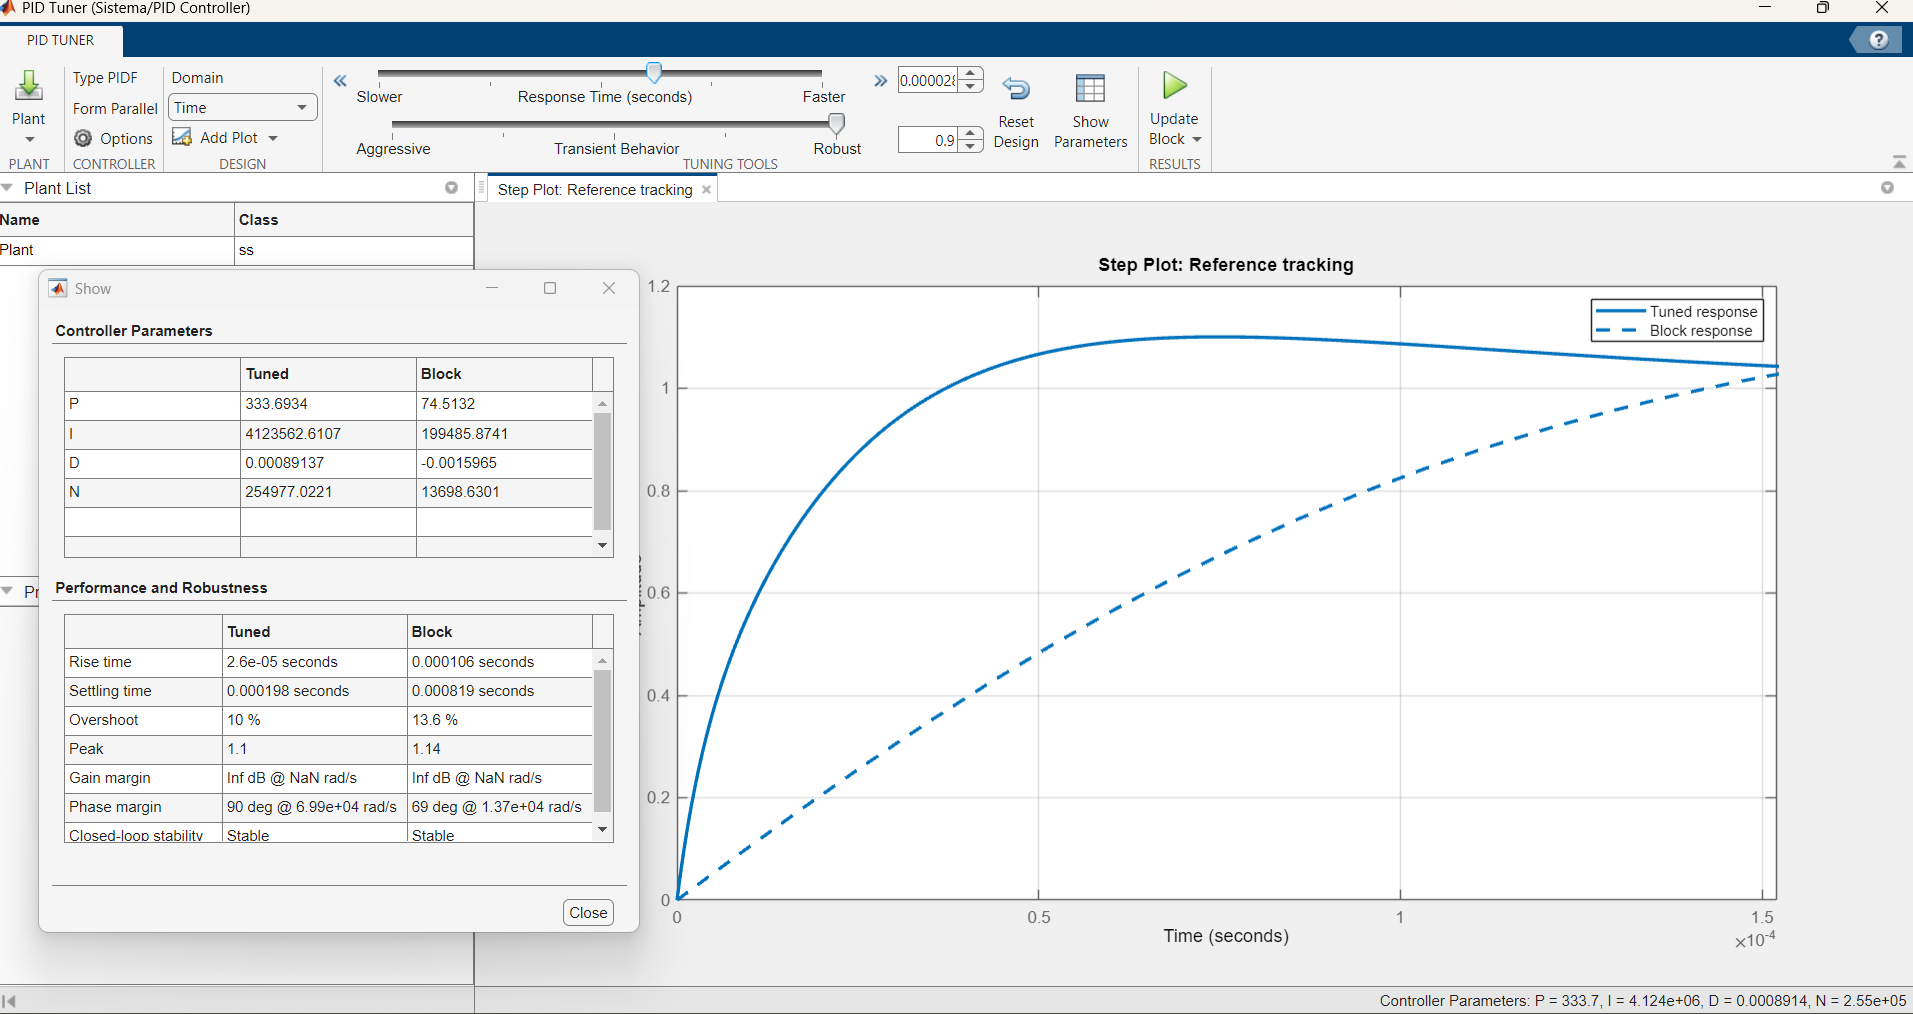 PID Tuner (Sistema/PID Controller)
PID TUNER
Plant
PLANT
Type PIDF
Form Parallel
Options
CONTROLLER
Domain
Time
Add Plot
DESIGN
Slower Response Time (seconds) Faster
Aggressive Transient Behavior Robust
0.9
TUNING TOOLS
Reset
Design
Show
Parameters
Update
Block
RESULTS
Plant List
Name Class
Plant ss
Show
Controller Parameters
Tuned Block
P 333.6934 74.5132
I 4123562.6107 199485.8741
D 0.00089137 -0.0015965
N 254977.0221 13698.6301
Performance and Robustness
Tuned Block
Rise time 2.6e-05 seconds 0.000106 seconds
Settling time 0.000198 seconds 0.000819 seconds
Overshoot 10 % 13.6 %
Peak 1.1 1.14
Gain margin Inf dB @ NaN rad/s Inf dB @ NaN rad/s
Phase margin 90 deg @ 6.99e+04 rad/s 69 deg @ 1.37e+04 rad/s
Closed-loop stability Stable Stable
Close
Step Plot: Reference tracking
Step Plot: Reference tracking
Tuned response
Block response
1.2
1
0.8
0.6
0.4
0.2
0
0 0.5 1 1.5
×10⁻⁴
Time (seconds)
Controller Parameters: P = 333.7, I = 4.124e+06, D = 0.0008914, N = 2.55e+05